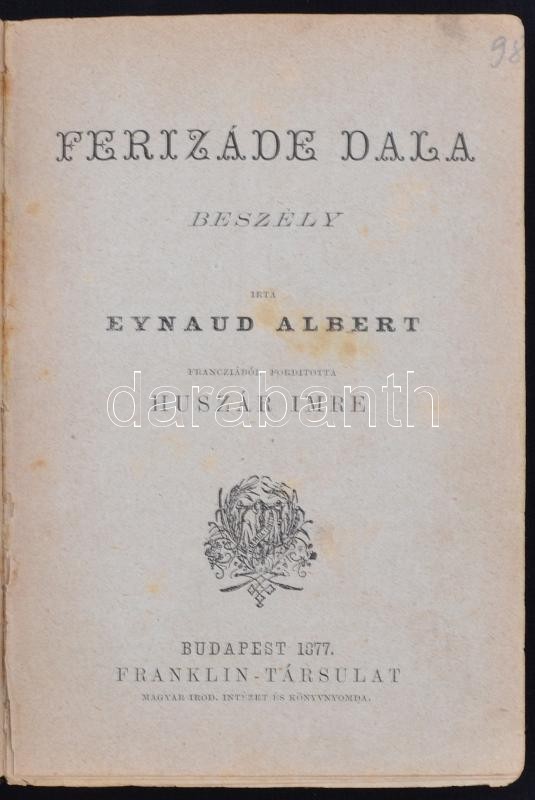 98
FERIZÁDE DALA
BESZÉLY
IRTA
EYNAUD ALBERT
FRANCZIÁBÓL FORDITOTTA
darabanth
HUSZÁR IMRE
BUDAPEST 1877.
FRANKLIN-TÁRSULAT
MAGYAR IROD. INTÉZET ÉS KÖNYVNYOMDA.